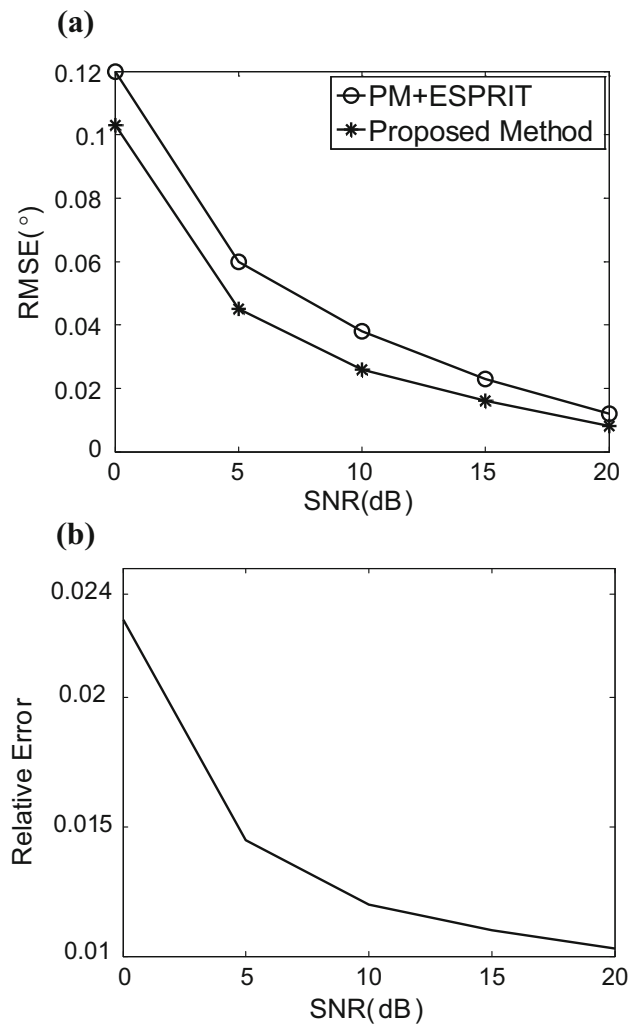 (a)
0.12
0.1
0.08
0.06
0.04
0.02
0
RMSE(°)
PM+ESPRIT
Proposed Method
0 5 10 15 20
SNR(dB)
(b)
0.024
0.02
0.015
0.01
Relative Error
0 5 10 15 20
SNR(dB)